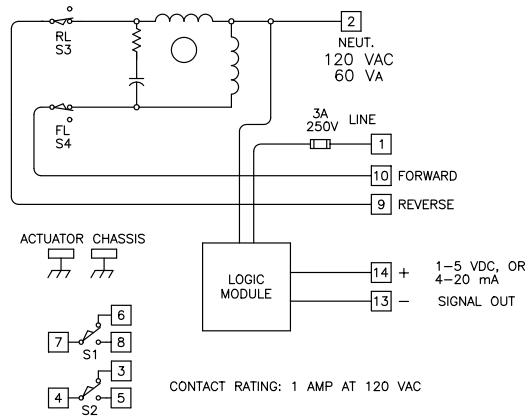 2
RL
S3
NEUT.
120 VAC
60 VA
FL
S4
3A
250V
LINE
1
10 FORWARD
9 REVERSE
ACTUATOR CHASSIS
LOGIC
MODULE
14 +
1-5 VDC, OR
4-20 mA
13 -
SIGNAL OUT
6
7
S1
8
3
4
S2
5
CONTACT RATING: 1 AMP AT 120 VAC